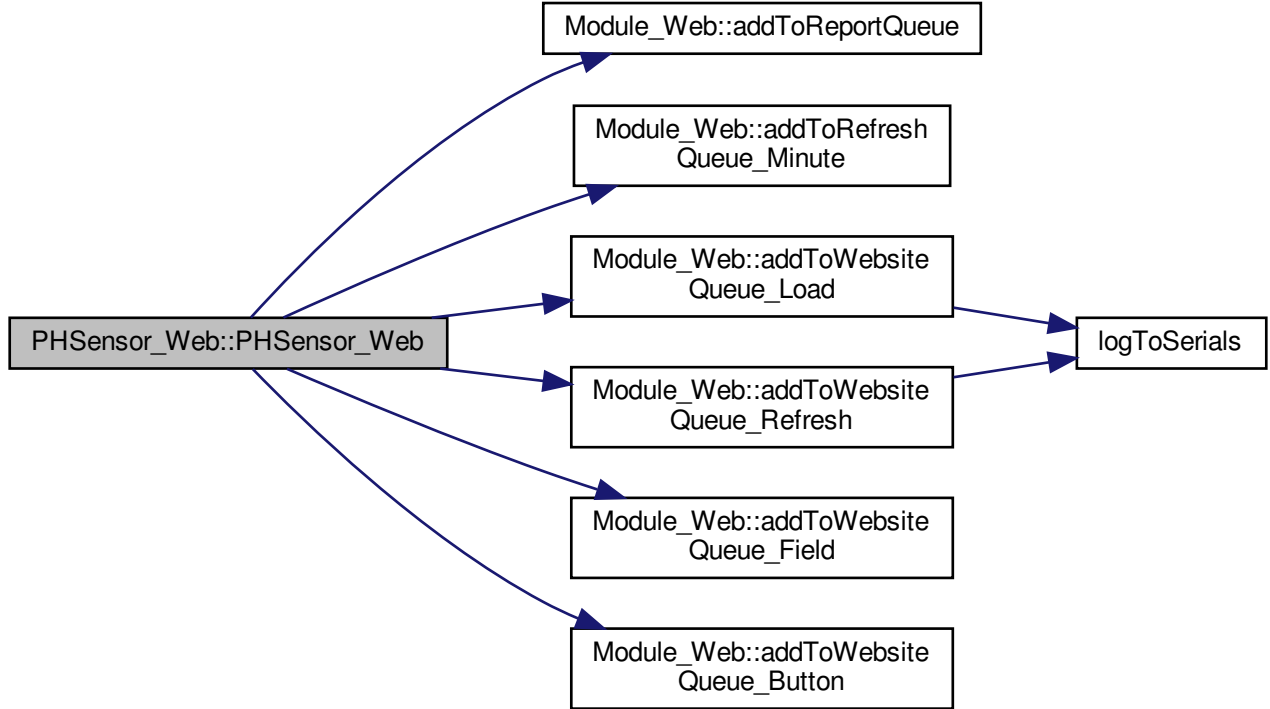 Module_Web::addToReportQueue
Module_Web::addToRefresh
Queue_Minute
Module_Web::addToWebsite
Queue_Load
PHSensor_Web::PHSensor_Web
logToSerials
Module_Web::addToWebsite
Queue_Refresh
Module_Web::addToWebsite
Queue_Field
Module_Web::addToWebsite
Queue_Button